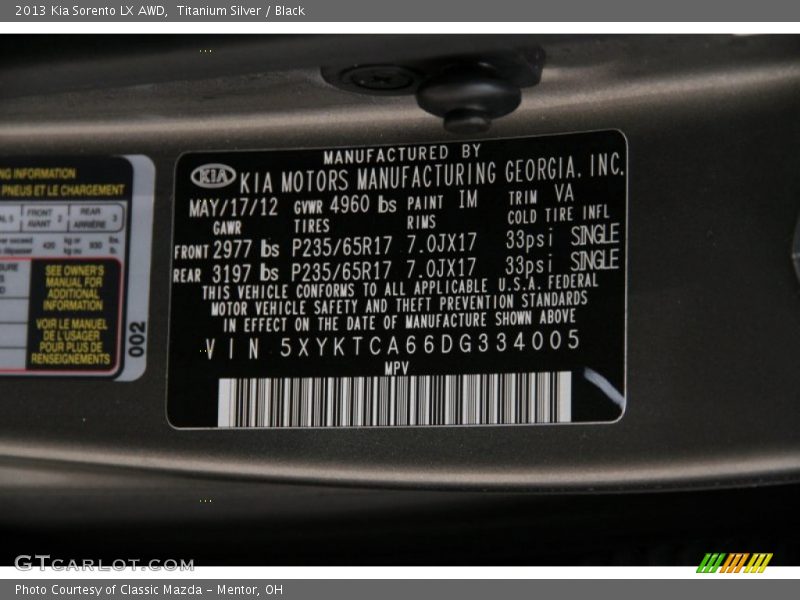 2013 Kia Sorento LX AWD,  Titanium Silver / Black
NG INFORMATION
PNEUS ET LE CHARGEMENT
FRONT AVANT 2 REAR ARRIÈRE 3
SEE OWNER'S
MANUAL FOR
ADDITIONAL
INFORMATION
VOIR LE MANUEL
DE L'USAGER
POUR PLUS DE
RENSEIGNEMENTS
002
MANUFACTURED BY
KIA KIA MOTORS MANUFACTURING GEORGIA, INC.
MAY/17/12 GVWR 4960 lbs PAINT IM TRIM VA
GAWR TIRES RIMS COLD TIRE INFL
FRONT 2977 lbs P235/65R17 7.0JX17 33psi SINGLE
REAR 3197 lbs P235/65R17 7.0JX17 33psi SINGLE
THIS VEHICLE CONFORMS TO ALL APPLICABLE U.S.A. FEDERAL
MOTOR VEHICLE SAFETY AND THEFT PREVENTION STANDARDS
IN EFFECT ON THE DATE OF MANUFACTURE SHOWN ABOVE
VIN 5XYKTCA66DG334005
MPV
GTCARLOT.COM
Photo Courtesy of Classic Mazda - Mentor, OH